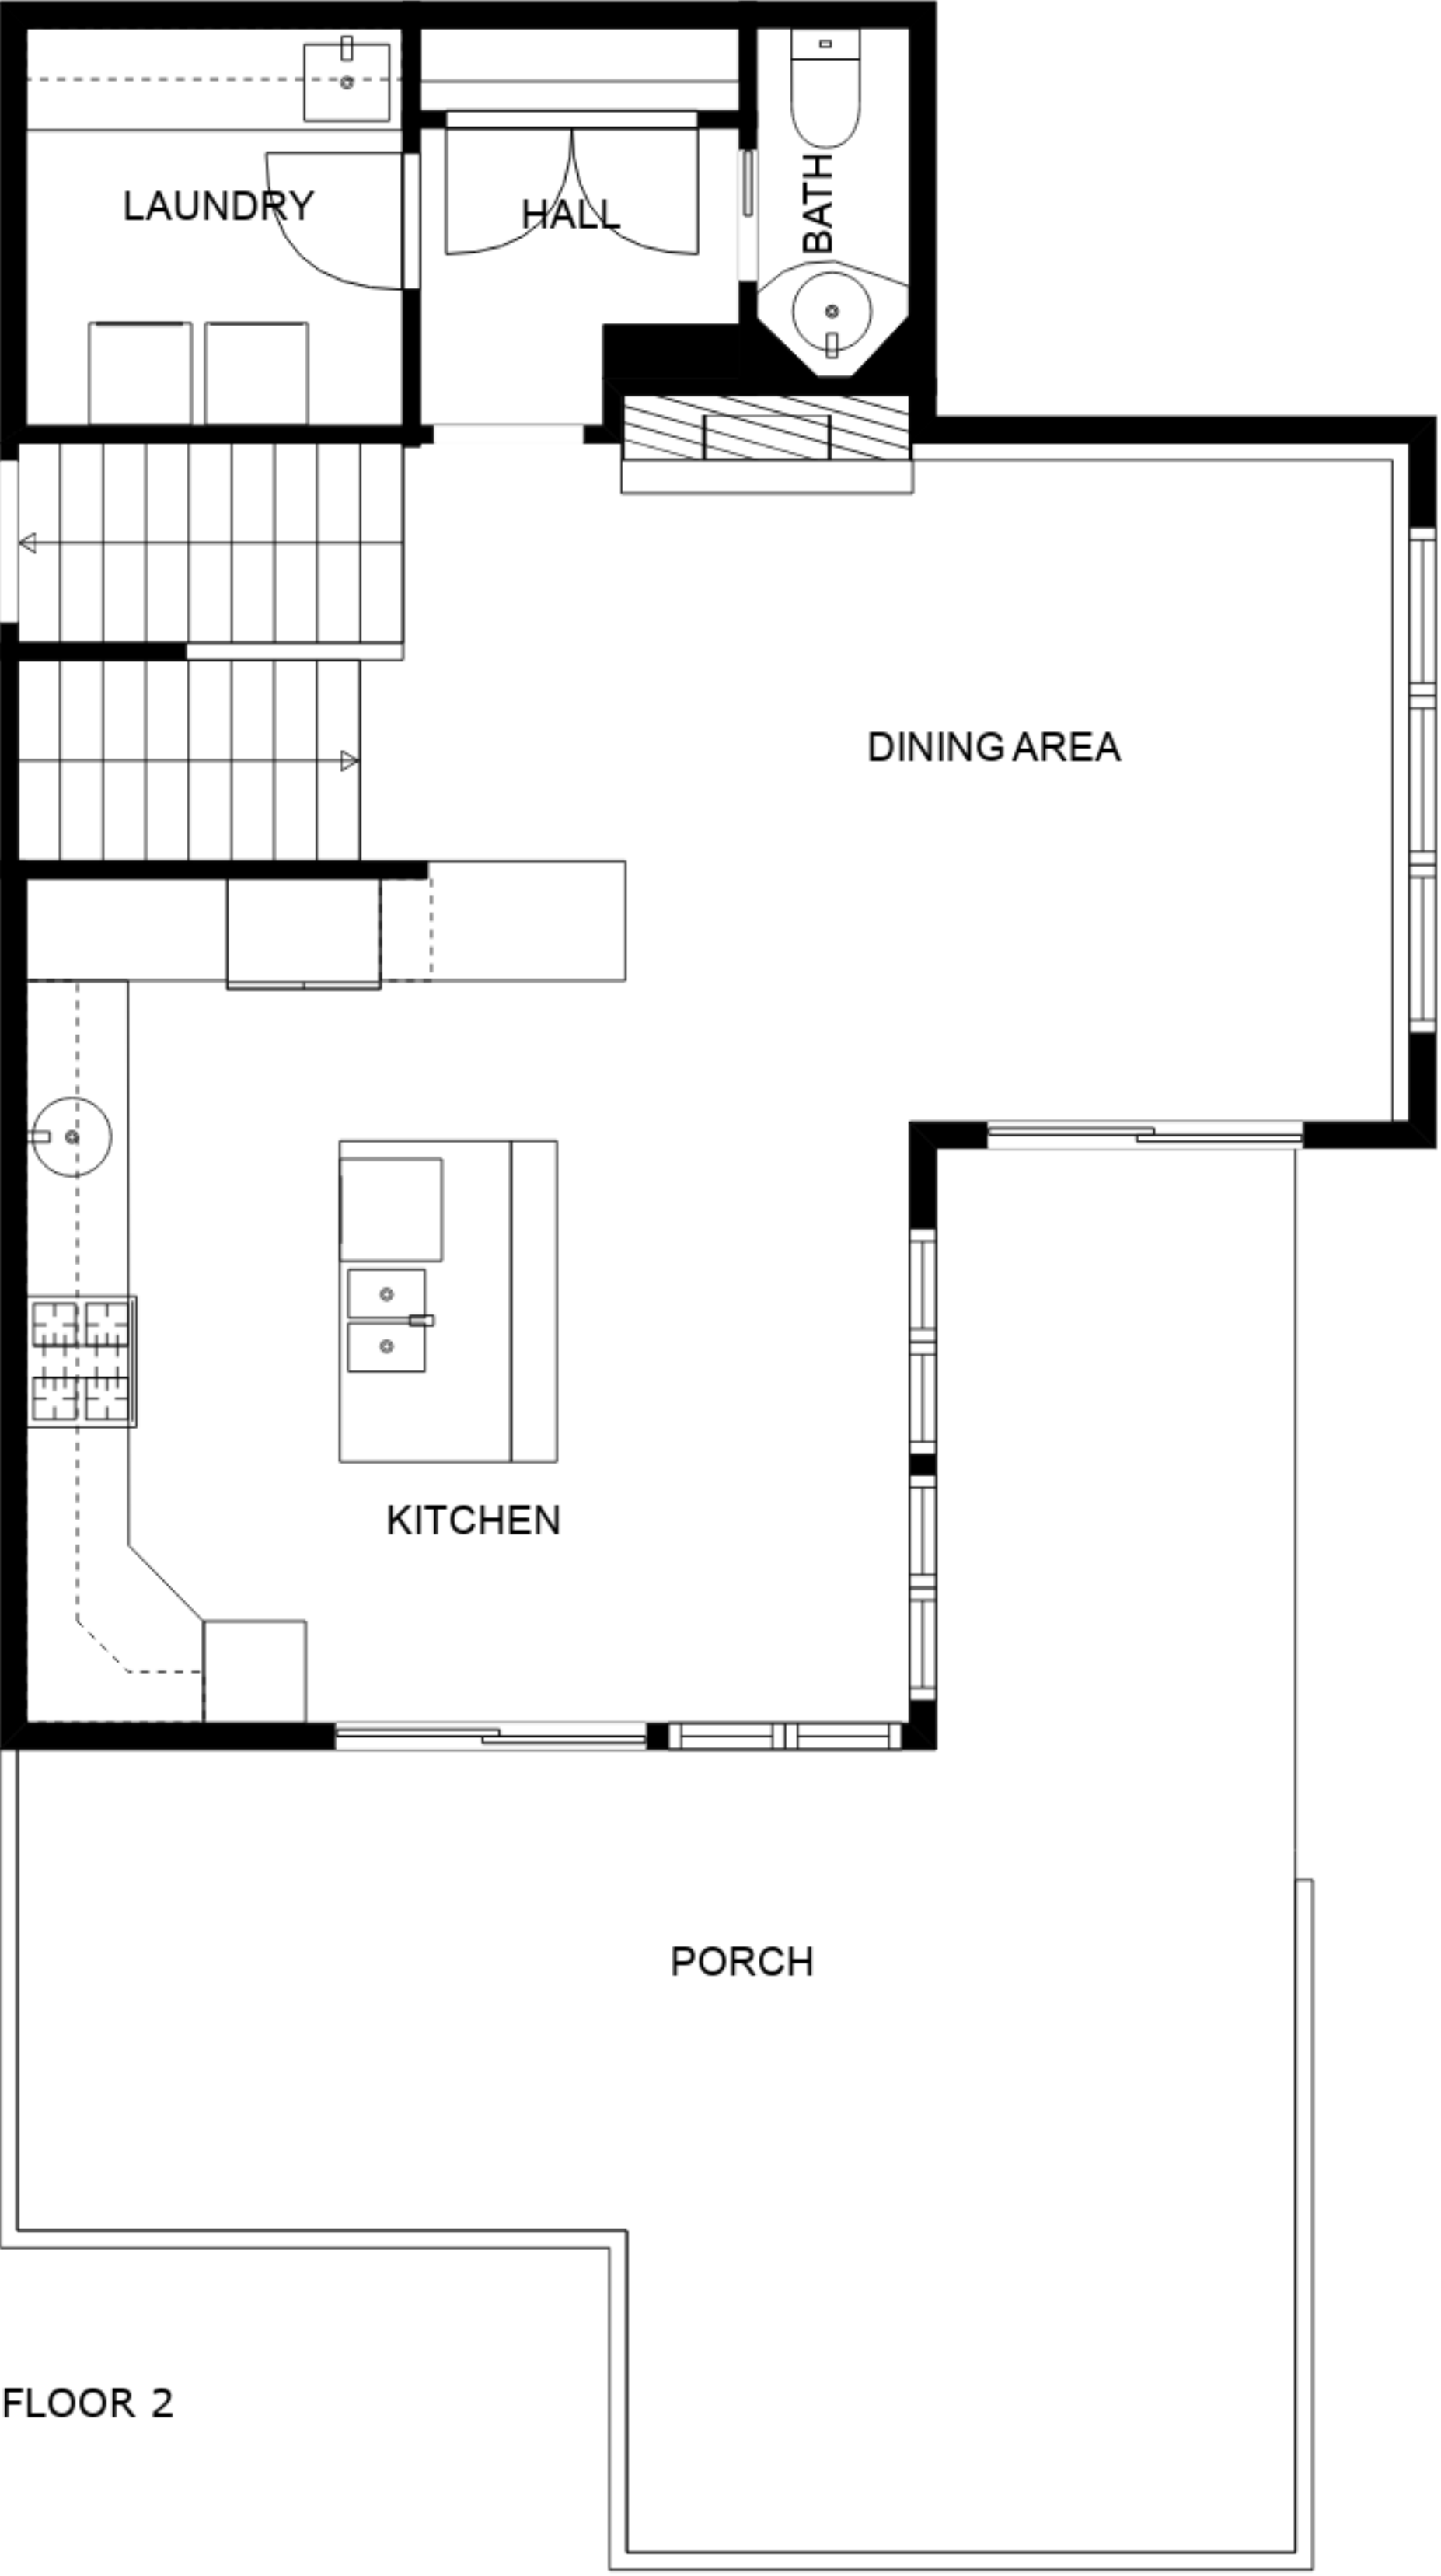 LAUNDRY
HALL
BATH
DINING AREA
KITCHEN
PORCH
FLOOR 2